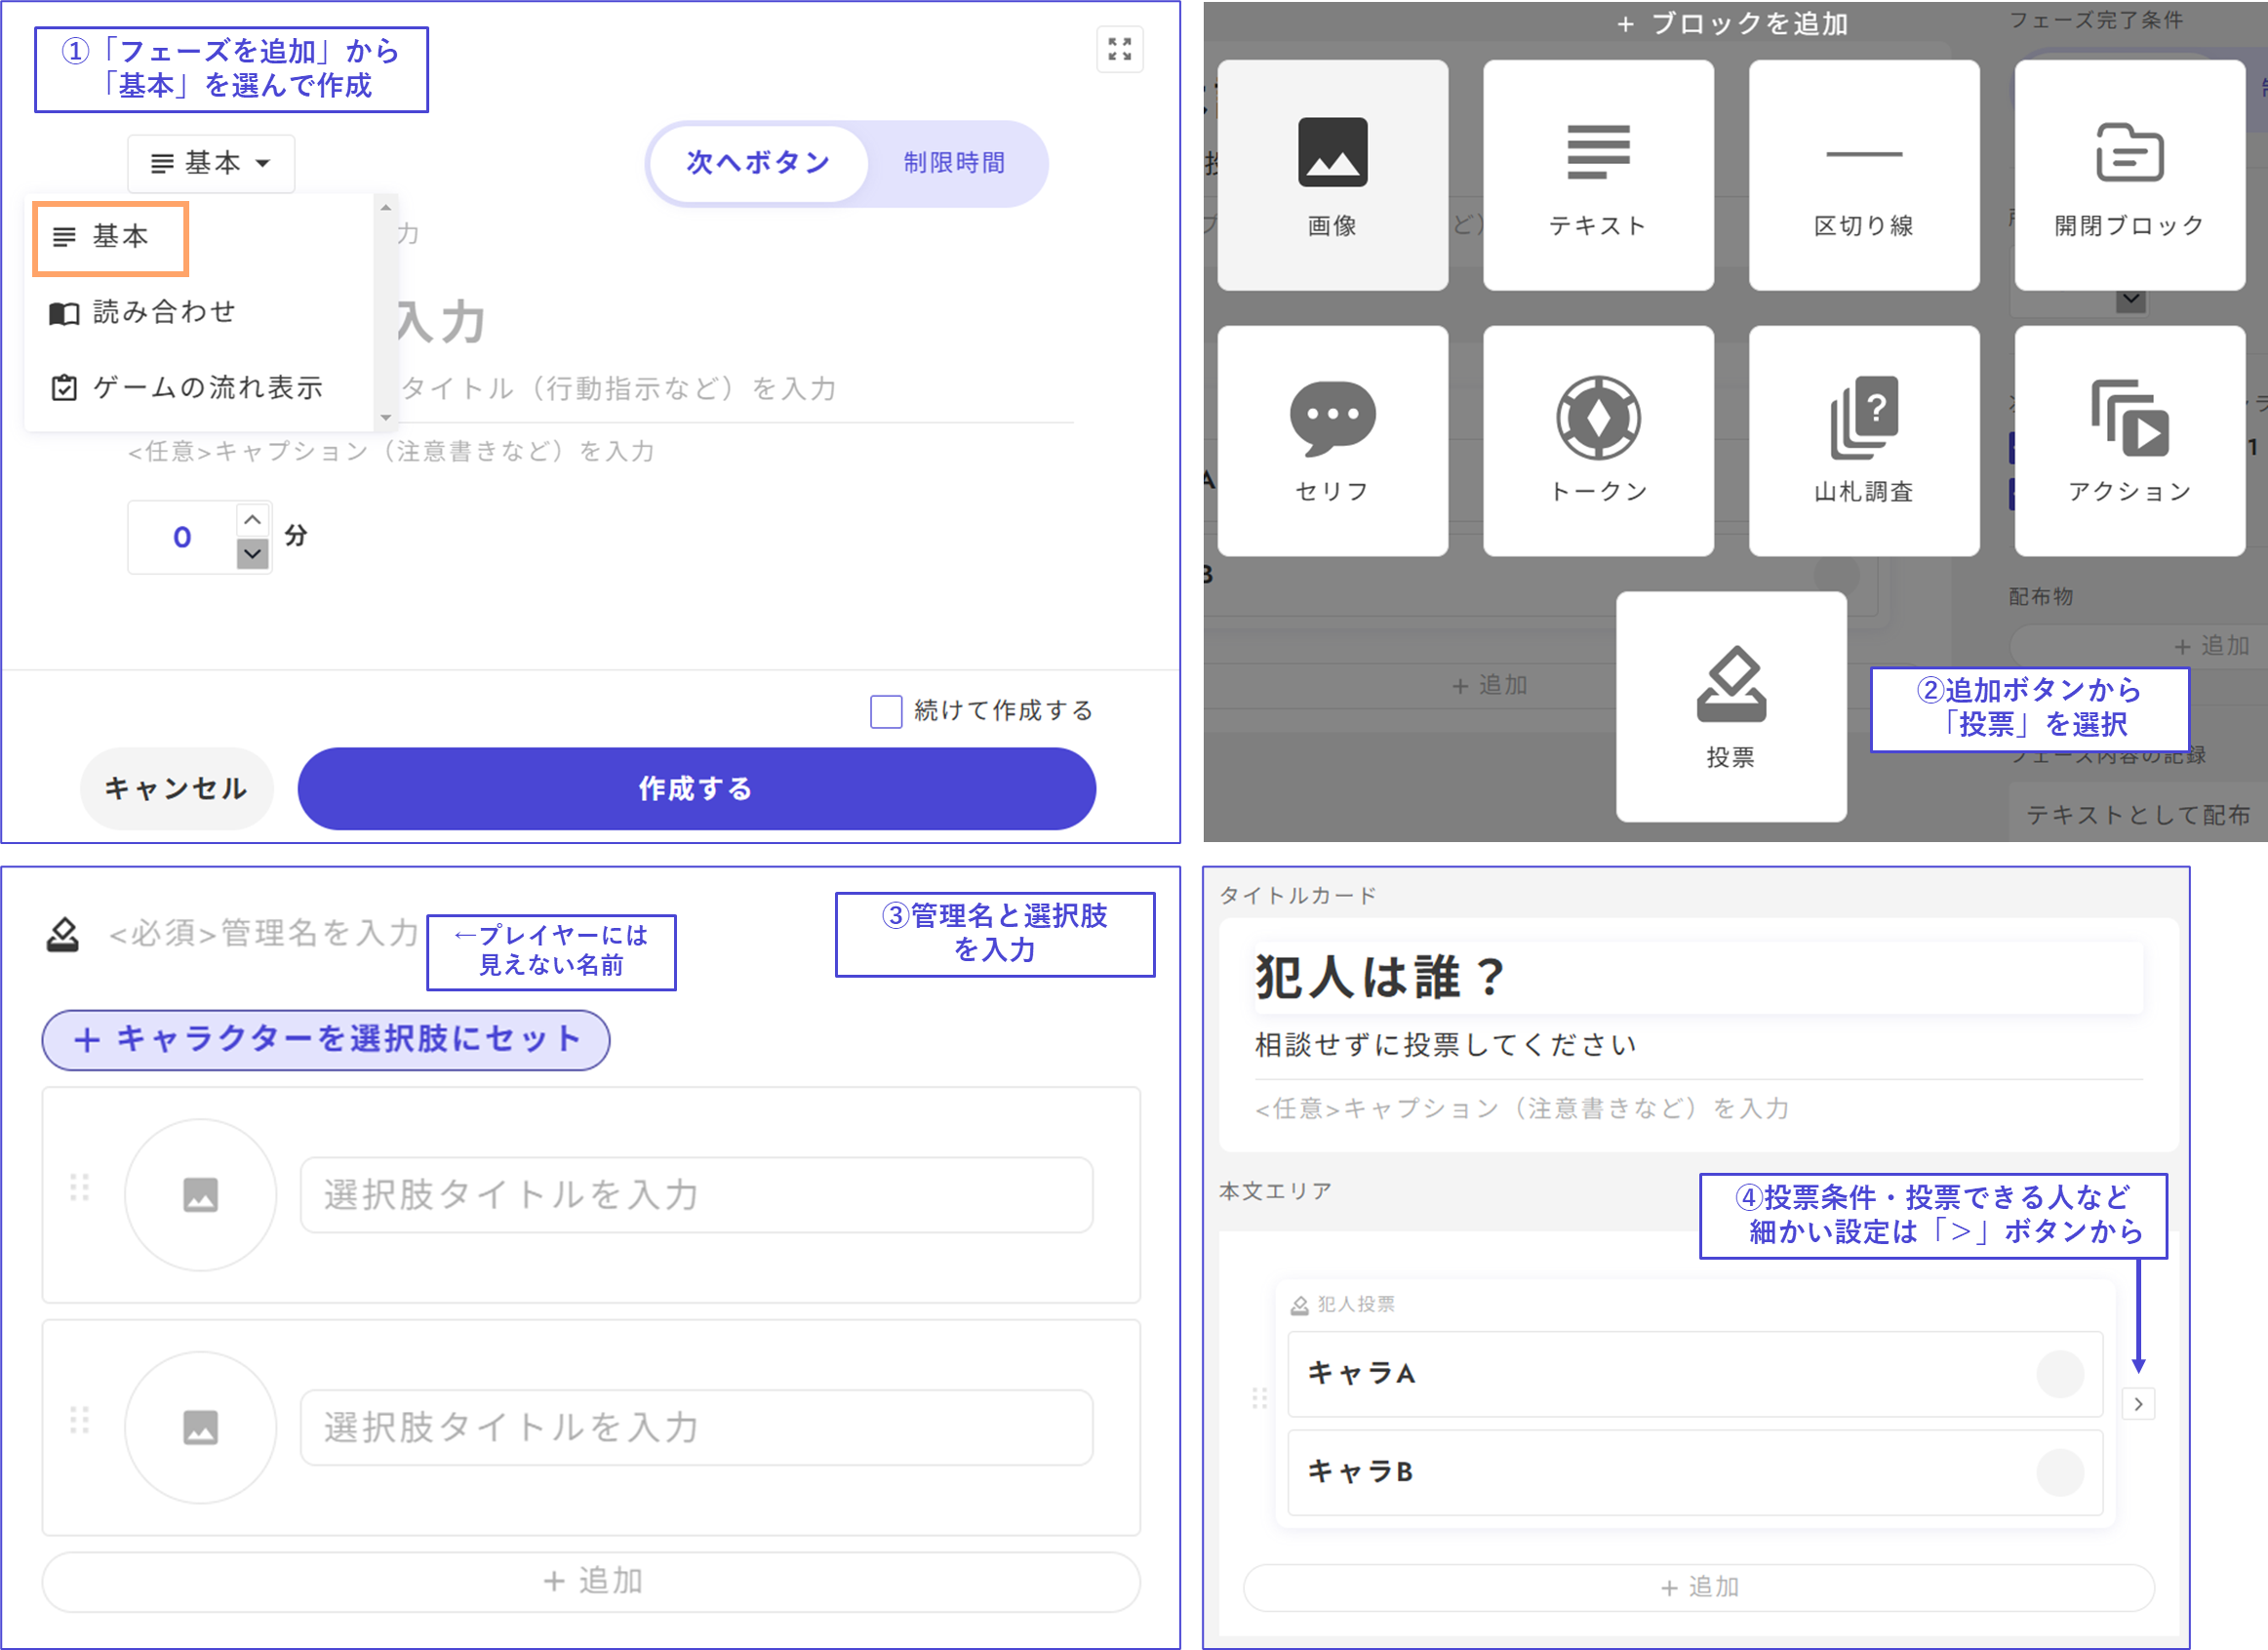 ①「フェーズを追加」から
「基本」を選んで作成
基本
次へボタン
制限時間
基本
力
読み合わせ
入力
ゲームの流れ表示
タイトル（行動指示など）を入力
<任意>キャプション（注意書きなど）を入力
0
分
続けて作成する
キャンセル
作成する
+ ブロックを追加
フェーズ完了条件
画像
テキスト
区切り線
開閉ブロック
ど）
セリフ
トークン
山札調査
アクション
A
1
B
配布物
+ 追加
+ 追加
投票
②追加ボタンから
「投票」を選択
フェーズ内容の記録
テキストとして配布
<必須>管理名を入力
←プレイヤーには
見えない名前
③管理名と選択肢
を入力
+ キャラクターを選択肢にセット
選択肢タイトルを入力
選択肢タイトルを入力
+ 追加
タイトルカード
犯人は誰？
相談せずに投票してください
<任意>キャプション（注意書きなど）を入力
本文エリア
④投票条件・投票できる人など
細かい設定は「＞」ボタンから
犯人投票
キャラA
キャラB
+ 追加